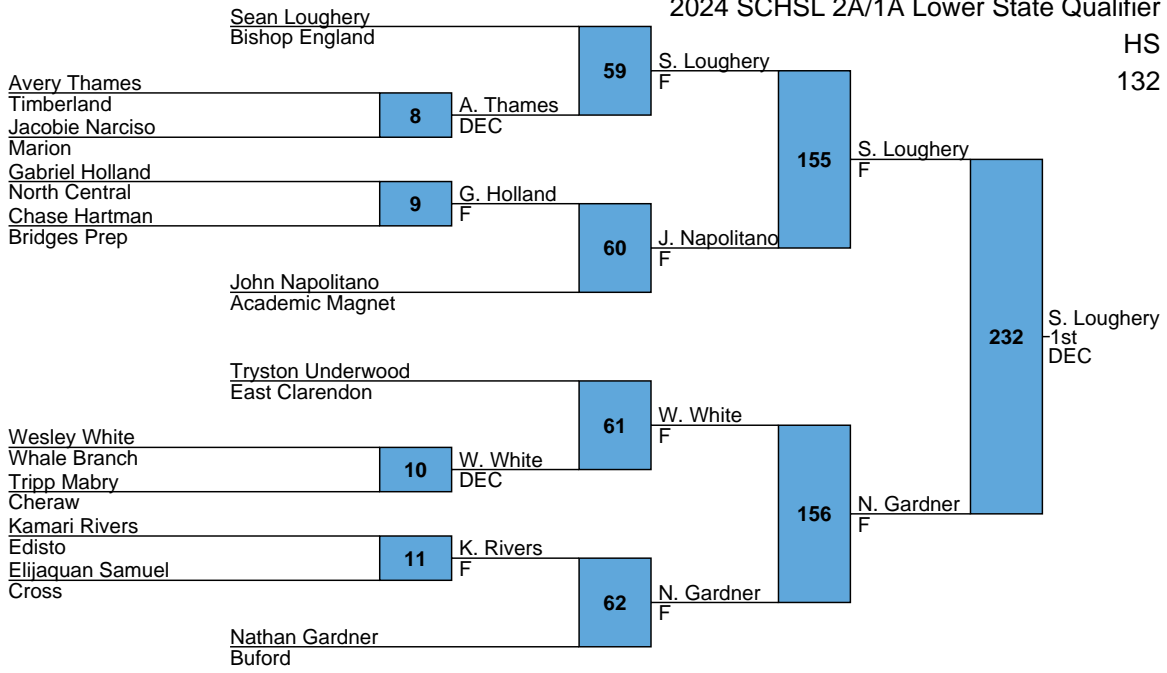 2024 SCHSL 2A/1A Lower State Qualifier
HS
132
Sean Loughery
Bishop England
59
S. Loughery
F
Avery Thames
Timberland
8
A. Thames
DEC
Jacobie Narciso
Marion
155
S. Loughery
F
Gabriel Holland
North Central
9
G. Holland
F
Chase Hartman
Bridges Prep
60
J. Napolitano
F
John Napolitano
Academic Magnet
232
S. Loughery
1st
DEC
Tryston Underwood
East Clarendon
61
W. White
F
Wesley White
Whale Branch
10
W. White
DEC
Tripp Mabry
Cheraw
156
N. Gardner
F
Kamari Rivers
Edisto
11
K. Rivers
F
Elijaquan Samuel
Cross
62
N. Gardner
F
Nathan Gardner
Buford